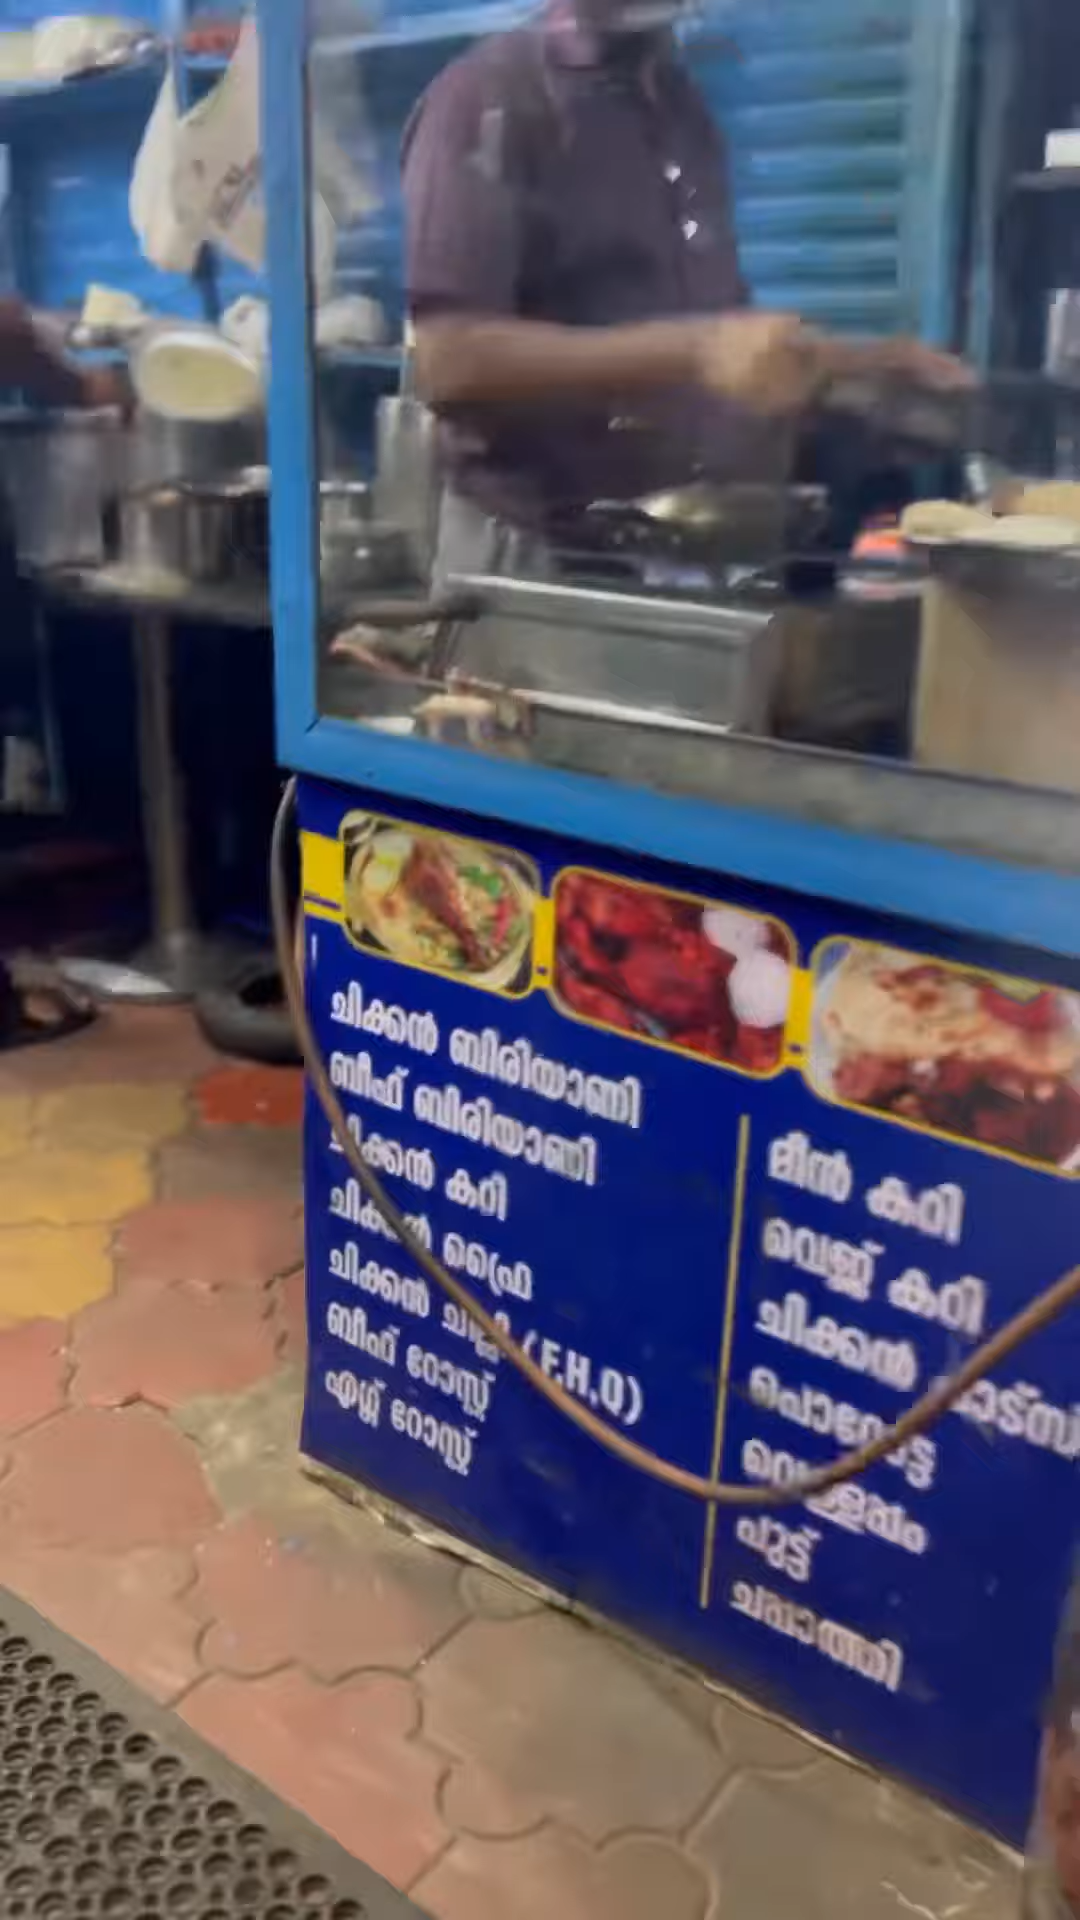 ചിക്കൻ ബിരിയാണി
ബീഫ് ബിരിയാണി
ചിക്കൻ കറി
ചിക്കൻ ഫ്രൈ
ചിക്കൻ ചില്ലി (F,H,Q)
ബീഫ് റോസ്റ്റ്
എഗ്ഗ് റോസ്റ്റ്
മീൻ കറി
വെജ് കറി
ചിക്കൻ
പൊറോട്ട
വെള്ളപ്പം
പുട്ട്
ചപ്പാത്തി